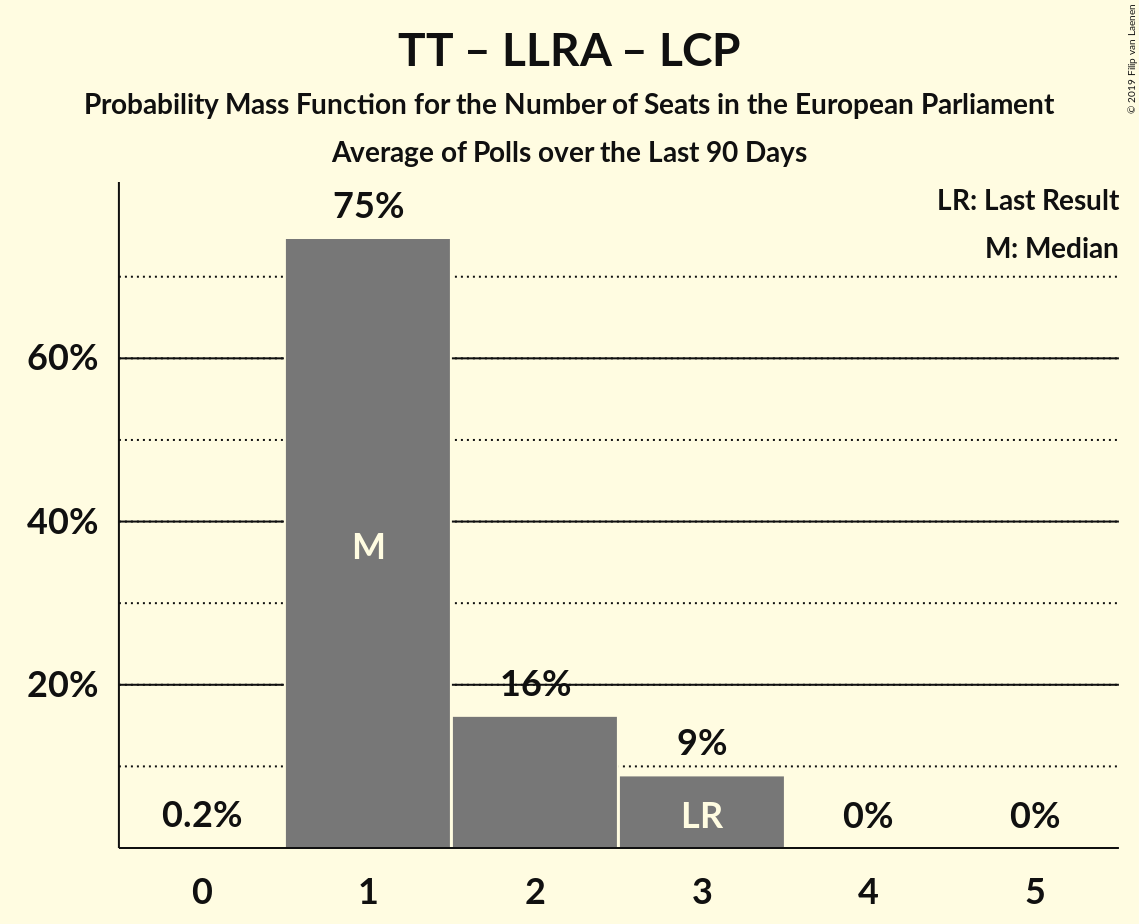 TT – LLRA – LCP
Probability Mass Function for the Number of Seats in the European Parliament
Average of Polls over the Last 90 Days
© 2019 Filip van Laenen
LR: Last Result
M: Median
75%
60%
M
40%
20%
16%
9%
0.2%
LR
0%
0%
0 1 2 3 4 5